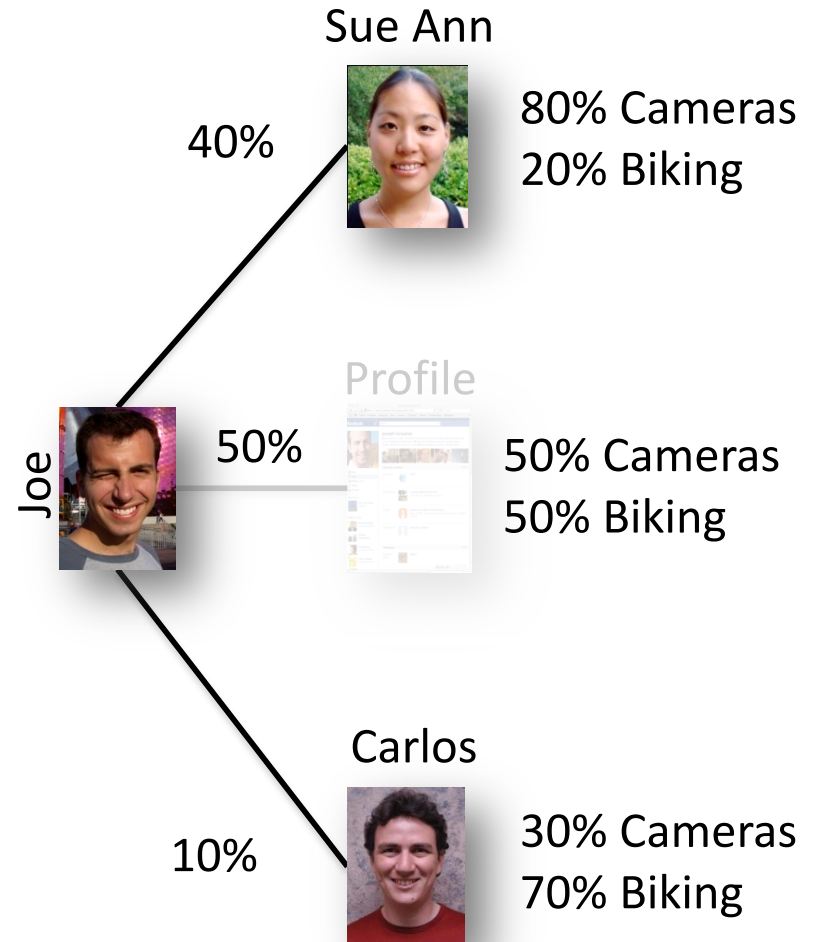 Sue Ann
40%
80% Cameras
20% Biking
Profile
Joe
50%
50% Cameras
50% Biking
Carlos
10%
30% Cameras
70% Biking